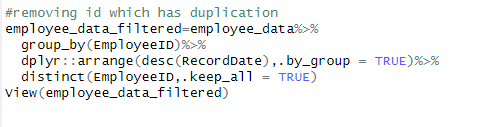 #removing id which has duplication
employee_data_filtered=employee_data%>%
  group_by(EmployeeID)%>%
  dplyr::arrange(desc(RecordDate),.by_group = TRUE)%>%
  distinct(EmployeeID,.keep_all = TRUE)
View(employee_data_filtered)